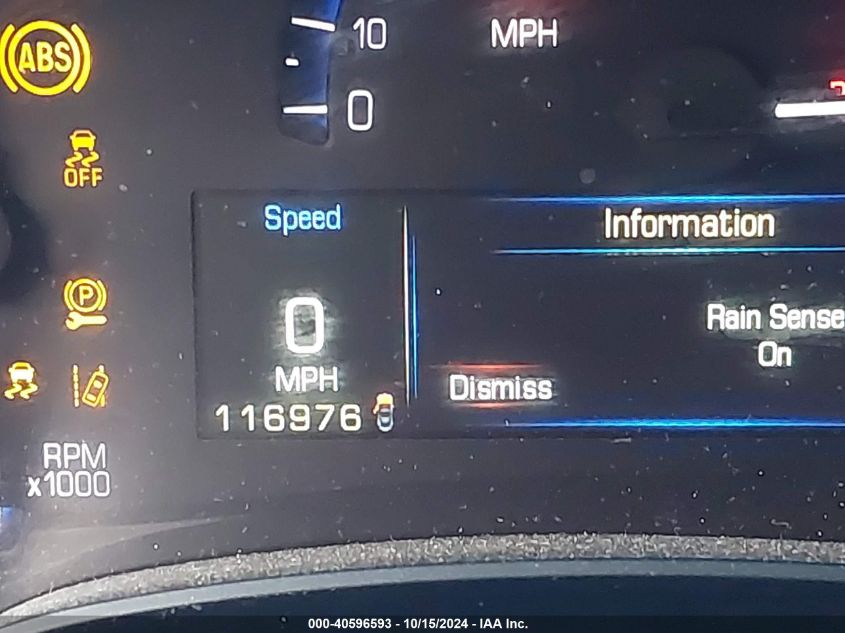 ABS
10
MPH
0
OFF
Speed
Information
P
0
Rain Sense
On
MPH
Dismiss
116976
RPM
x1000
000-40596593 - 10/15/2024 - IAA Inc.